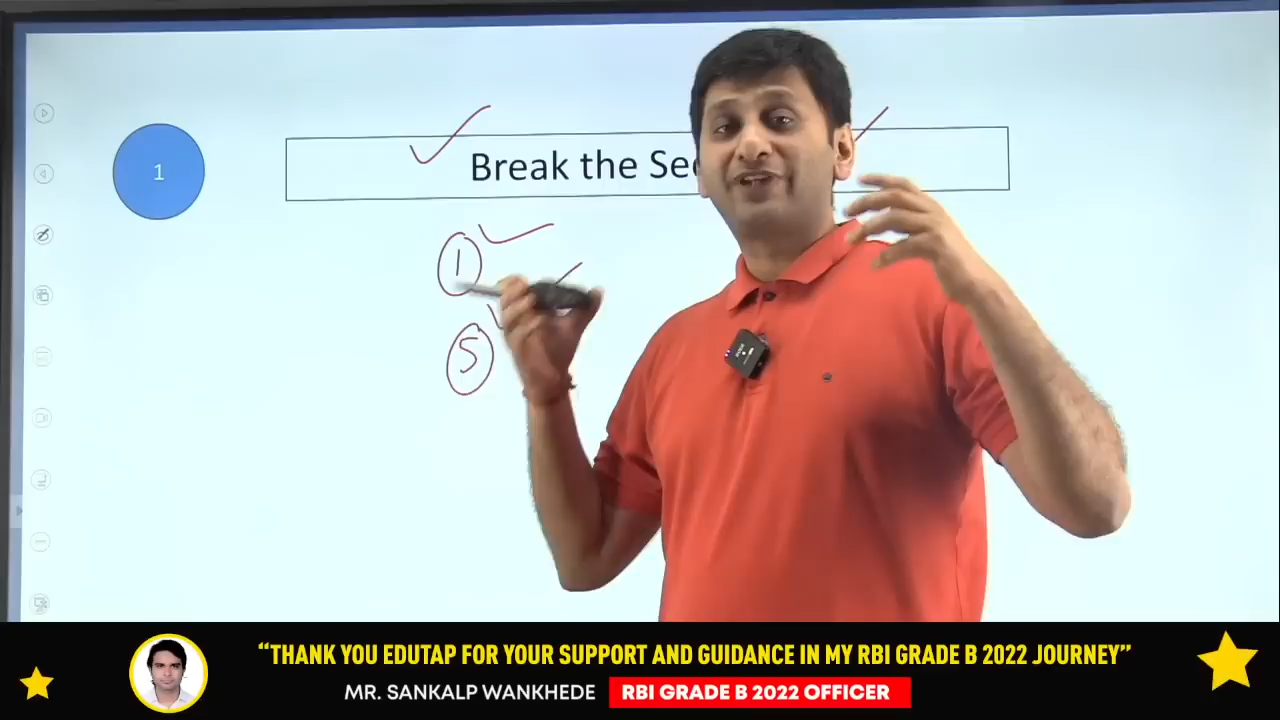 1
Break the
1
5
“THANK YOU EDUTAP FOR YOUR SUPPORT AND GUIDANCE IN MY RBI GRADE B 2022 JOURNEY”
MR. SANKALP WANKHEDE RBI GRADE B 2022 OFFICER